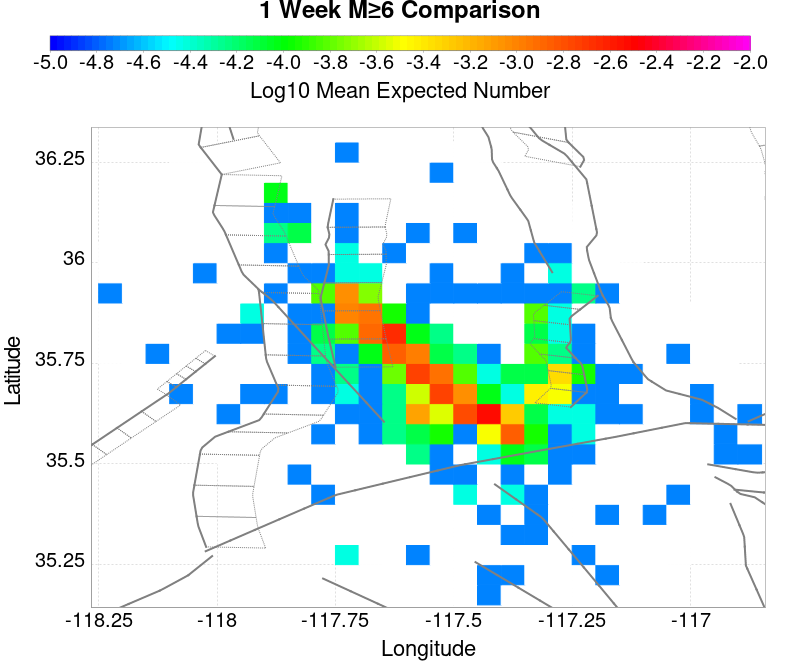 1 Week M≥6 Comparison
-5.0 -4.8 -4.6 -4.4 -4.2 -4.0 -3.8 -3.6 -3.4 -3.2 -3.0 -2.8 -2.6 -2.4 -2.2 -2.0
Log10 Mean Expected Number
36.25
36
35.75
35.5
35.25
Latitude
-118.25 -118 -117.75 -117.5 -117.25 -117
Longitude